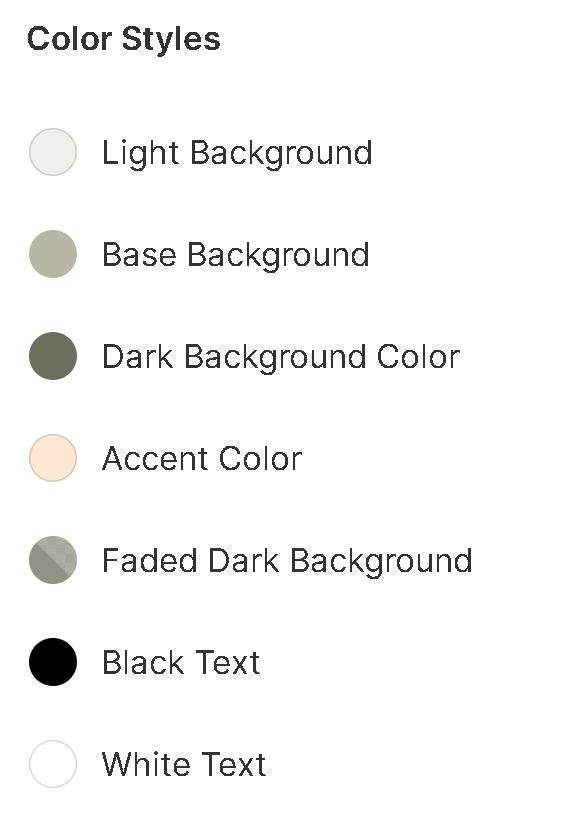 Color Styles
Light Background
Base Background
Dark Background Color
Accent Color
Faded Dark Background
Black Text
White Text